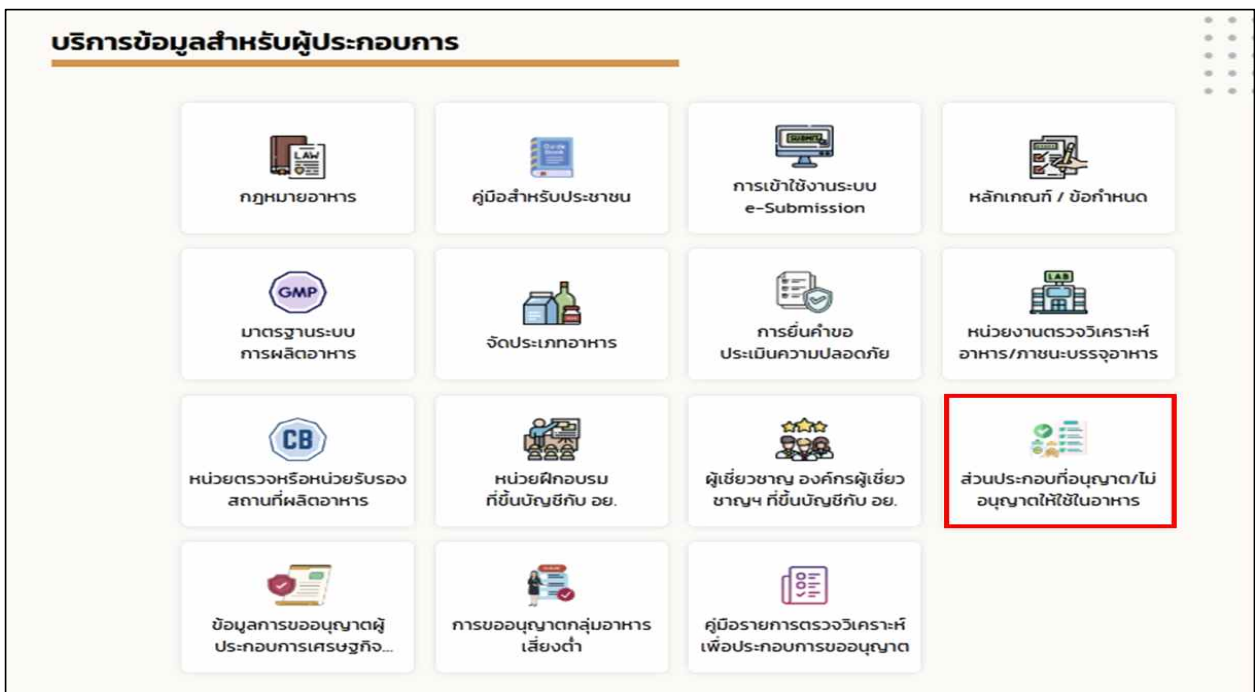 บริการข้อมูลสำหรับผู้ประกอบการ
LAW
กฎหมายอาหาร
Guide
Book
คู่มือสำหรับประชาชน
SUBMIT
การเข้าใช้งานระบบ
e-Submission
หลักเกณฑ์ / ข้อกำหนด
GMP
มาตรฐานระบบ
การผลิตอาหาร
จัดประเภทอาหาร
การยื่นคำขอ
ประเมินความปลอดภัย
LAB
หน่วยงานตรวจวิเคราะห์
อาหาร/ภาชนะบรรจุอาหาร
CB
หน่วยตรวจหรือหน่วยรับรอง
สถานที่ผลิตอาหาร
หน่วยฝึกอบรม
ที่ขึ้นบัญชีกับ อย.
ผู้เชี่ยวชาญ องค์กรผู้เชี่ยว
ชาญฯ ที่ขึ้นบัญชีกับ อย.
ส่วนประกอบที่อนุญาต/ไม่
อนุญาตให้ใช้ในอาหาร
ข้อมูลการขออนุญาตผู้
ประกอบการเศรษฐกิจ...
การขออนุญาตกลุ่มอาหาร
เสี่ยงต่ำ
คู่มือรายการตรวจวิเคราะห์
เพื่อประกอบการขออนุญาต